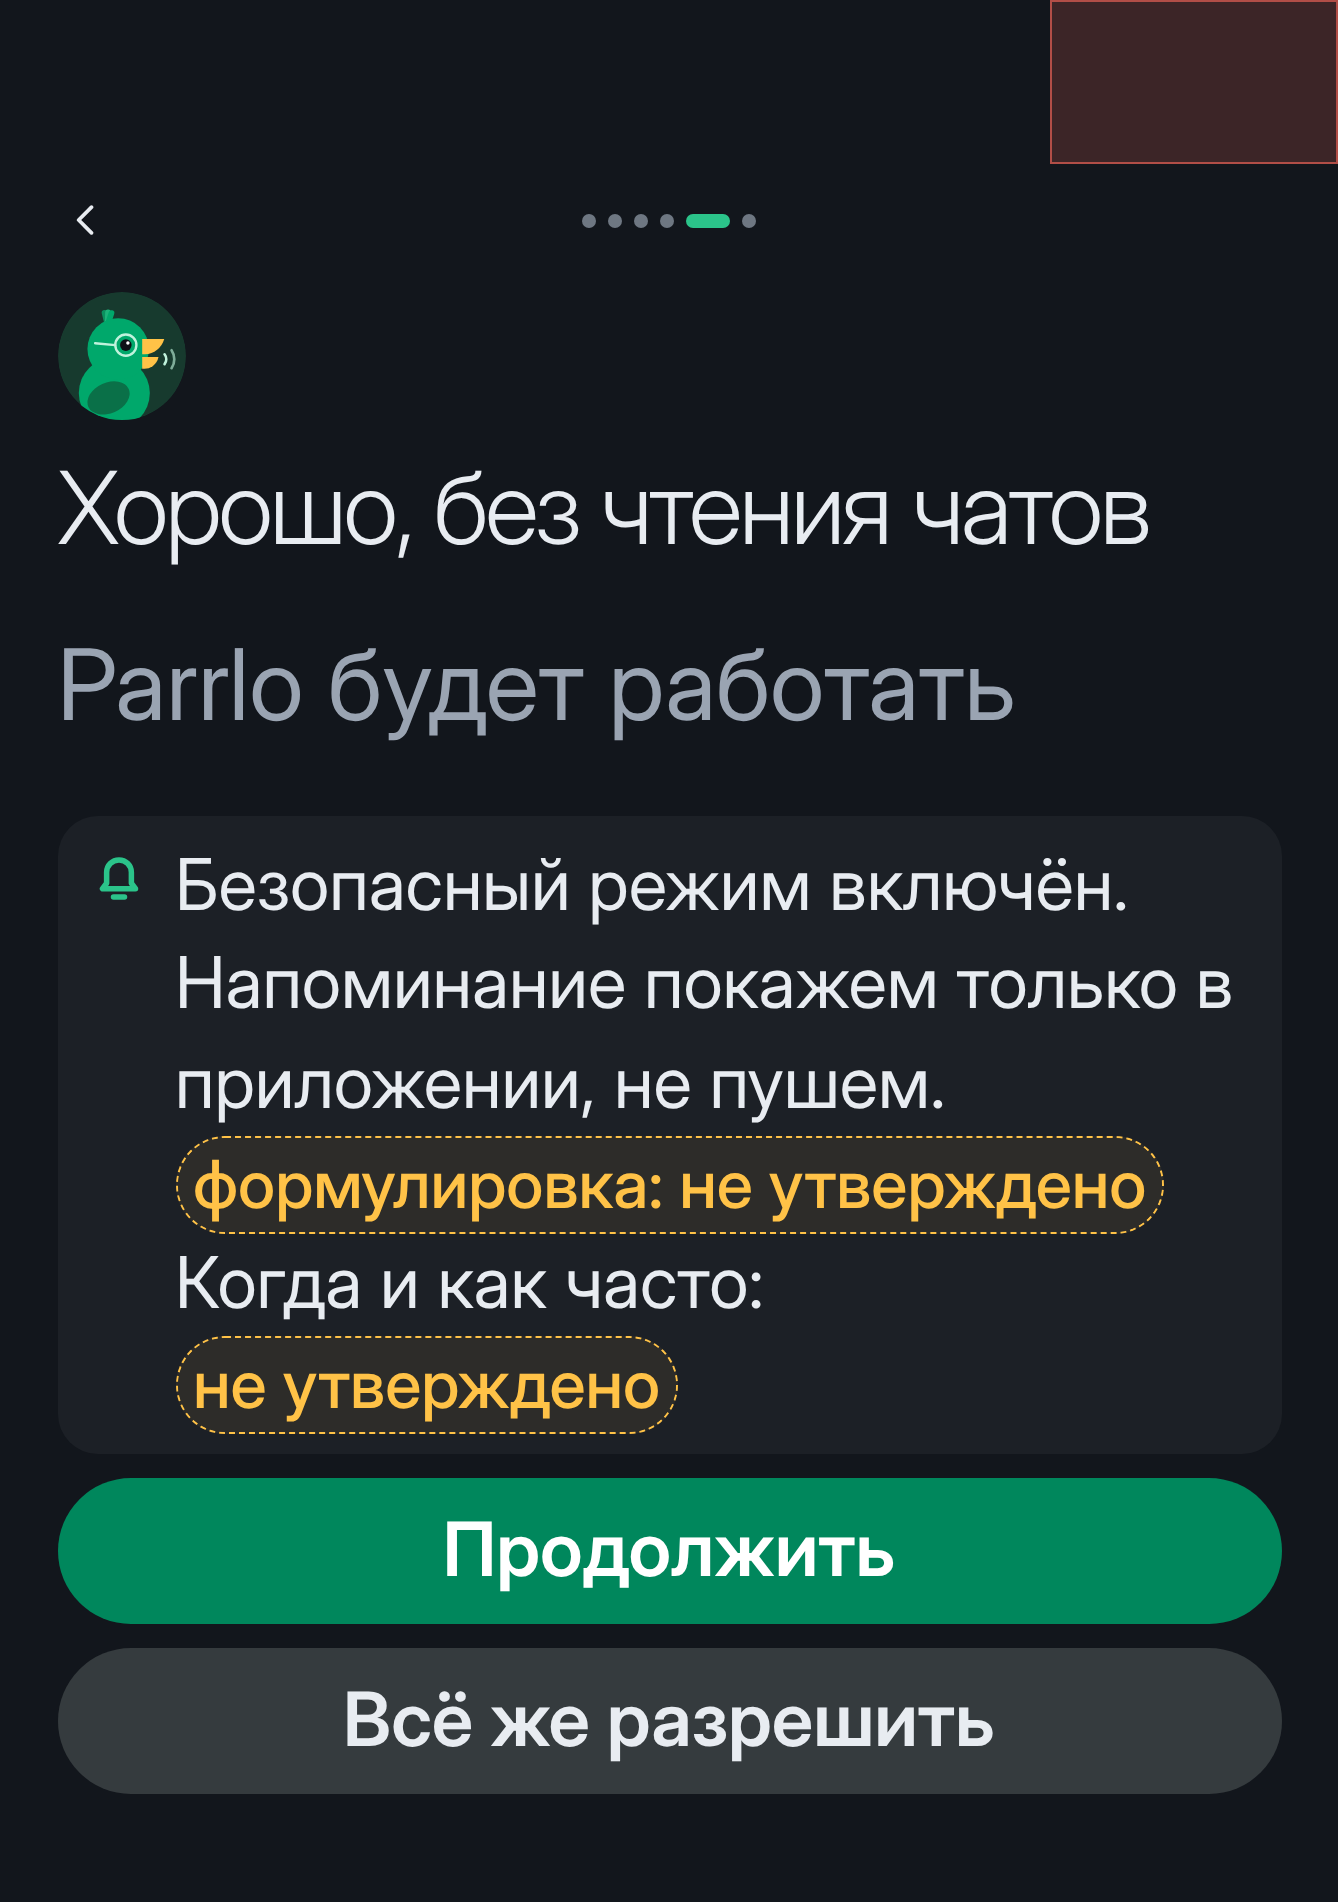 Хорошо, без чтения чатов
Parrlo будет работать
Безопасный режим включён.
Напоминание покажем только в
приложении, не пушем.
формулировка: не утверждено
Когда и как часто:
не утверждено
Продолжить
Всё же разрешить